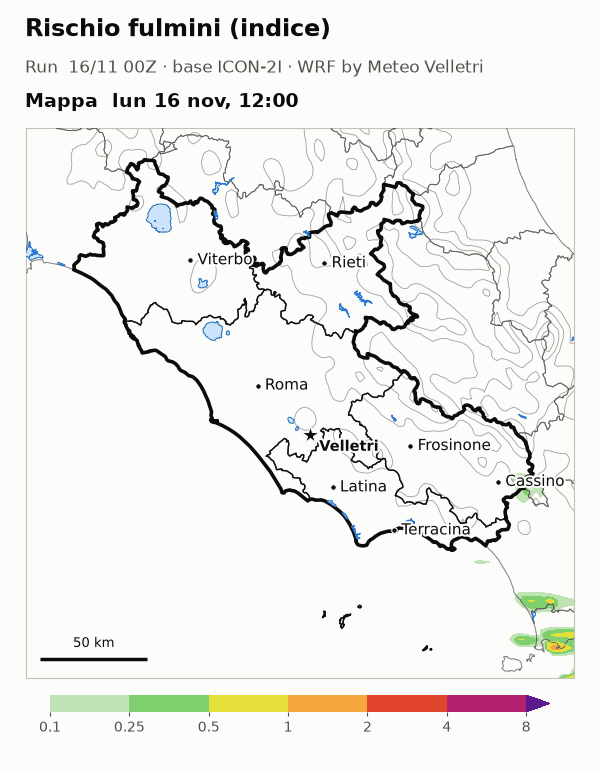 Rischio fulmini (indice)
Run  16/11 00Z · base ICON-2I · WRF by Meteo Velletri
Mappa  lun 16 nov, 12:00
Viterbo
Rieti
Roma
Velletri
Frosinone
Cassino
Latina
Terracina
50 km
0.1 0.25 0.5 1 2 4 8